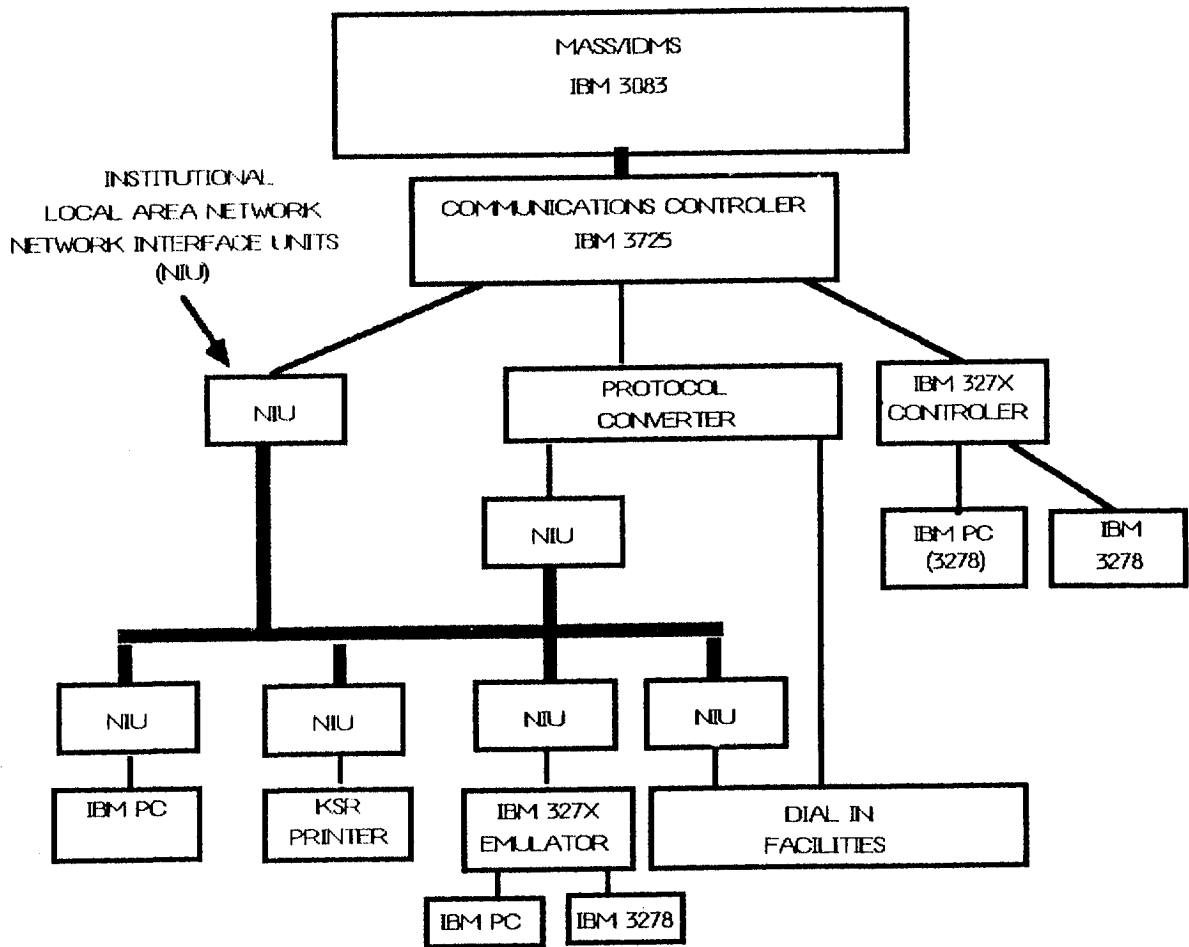 MASS/IDMS
IBM 3083
INSTITUTIONAL
LOCAL AREA NETWORK
NETWORK INTERFACE UNITS
(NIU)
COMMUNICATIONS CONTROLER
IBM 3725
NIU
PROTOCOL
CONVERTER
IBM 327X
CONTROLER
NIU
IBM PC
(3278)
IBM
3278
NIU
NIU
NIU
NIU
IBM PC
KSR
PRINTER
IBM 327X
EMULATOR
DIAL IN
FACILITIES
IBM PC
IBM 3278